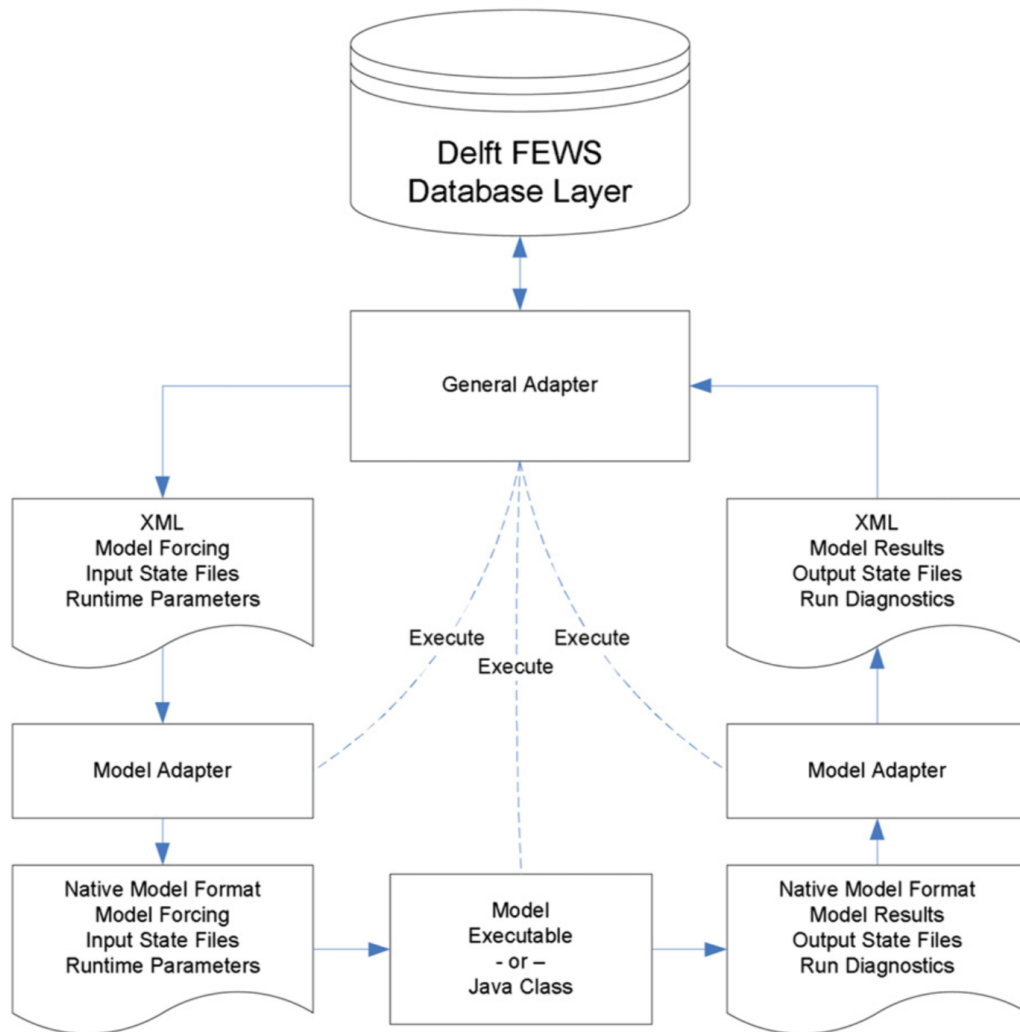 Delft FEWS
Database Layer
General Adapter
XML
Model Forcing
Input State Files
Runtime Parameters
XML
Model Results
Output State Files
Run Diagnostics
Execute
Execute
Execute
Model Adapter
Model Adapter
Native Model Format
Model Forcing
Input State Files
Runtime Parameters
Model
Executable
- or –
Java Class
Native Model Format
Model Results
Output State Files
Run Diagnostics